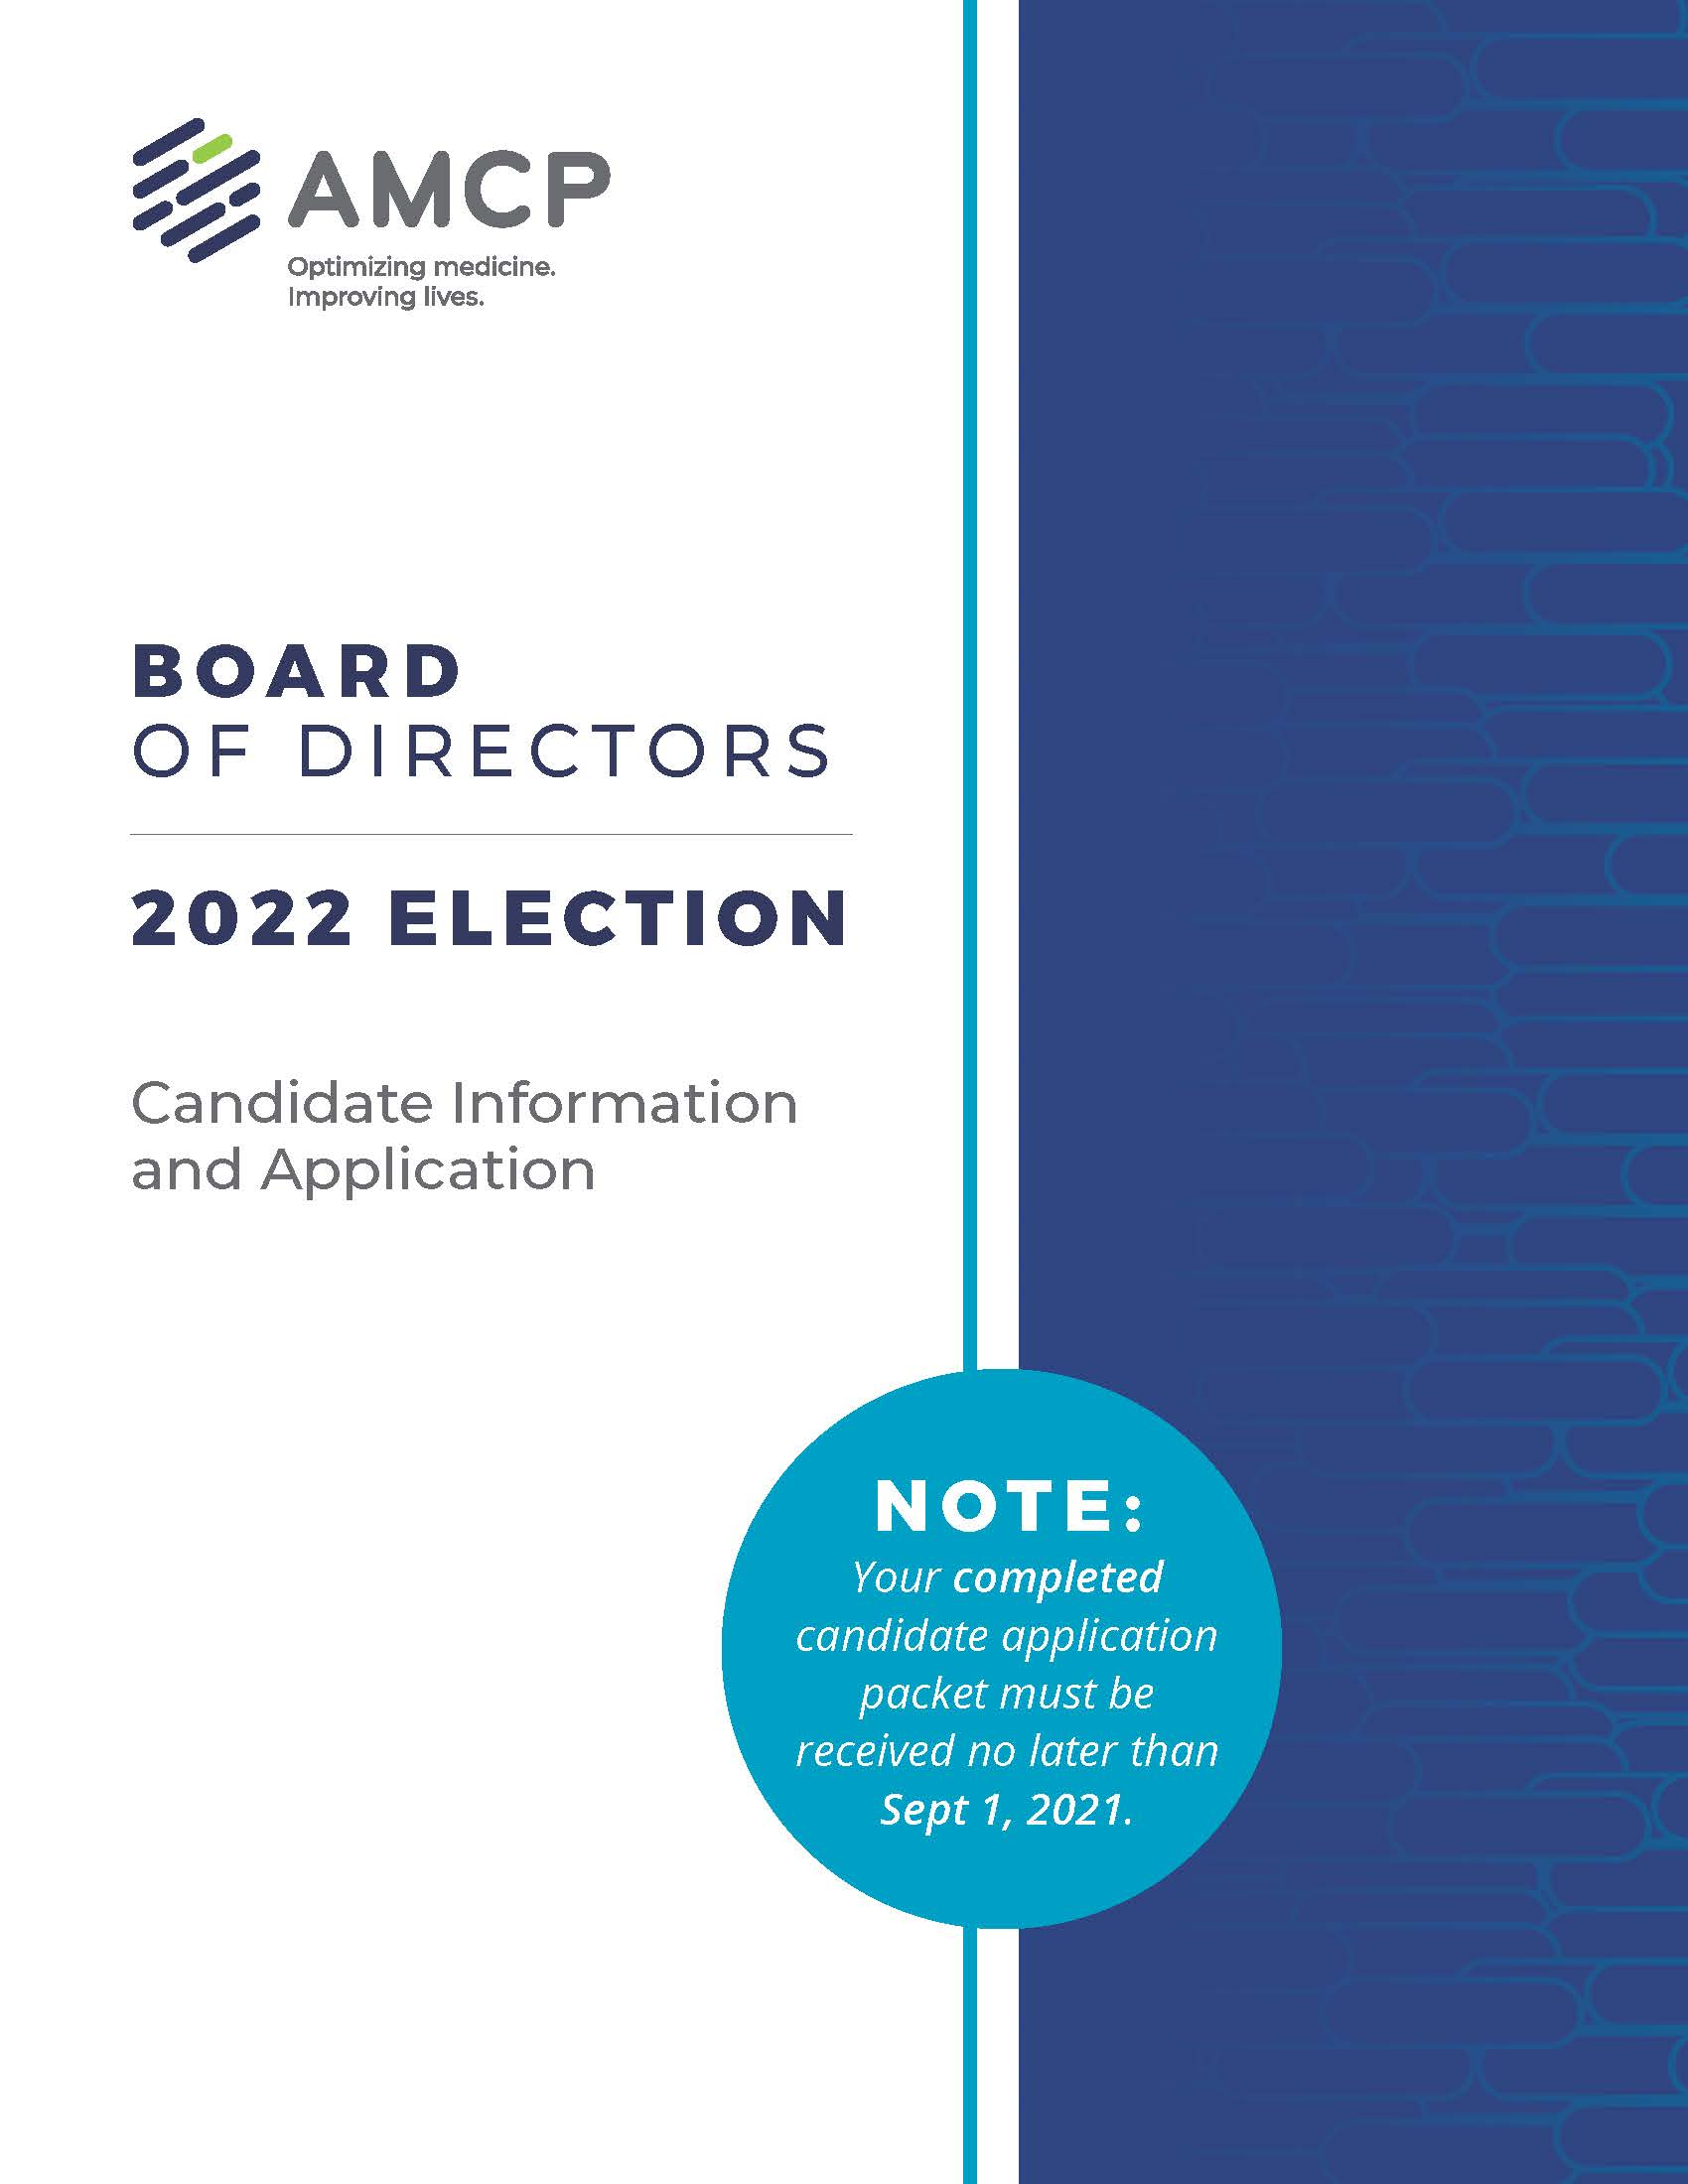 AMCP
Optimizing medicine.
Improving lives.
BOARD
OF DIRECTORS
2022 ELECTION
Candidate Information
and Application
NOTE:
Your completed
candidate application
packet must be
received no later than
Sept 1, 2021.